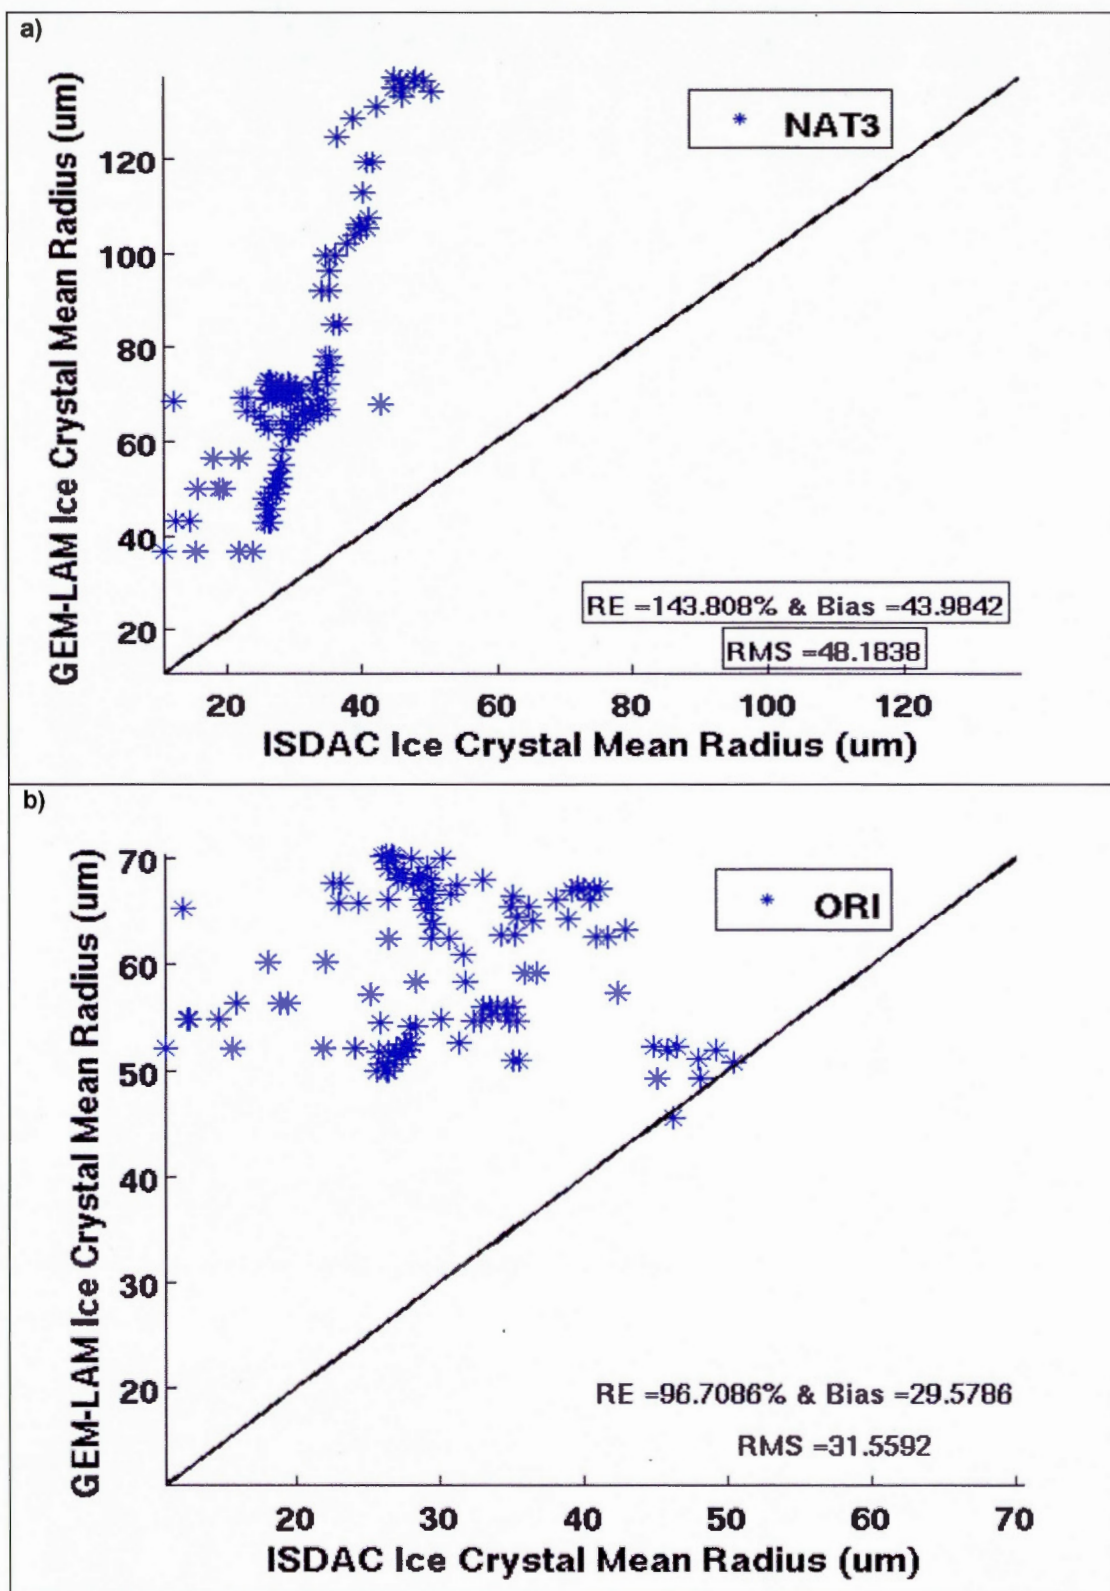 a)
GEM-LAM Ice Crystal Mean Radius (um)
120
100
80
60
40
20
NAT3
RE =143.808% & Bias =43.9842
RMS =48.1838
20 40 60 80 100 120
ISDAC Ice Crystal Mean Radius (um)
b)
GEM-LAM Ice Crystal Mean Radius (um)
70
60
50
40
30
20
ORI
RE =96.7086% & Bias =29.5786
RMS =31.5592
20 30 40 50 60 70
ISDAC Ice Crystal Mean Radius (um)